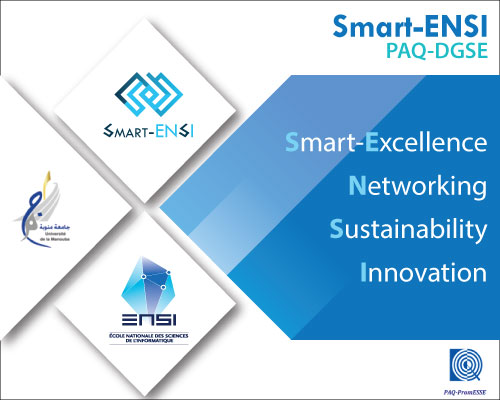 Smart-ENSI
PAQ-DGSE
SMART-ENSI
Smart-Excellence
Networking
Sustainability
Innovation
جامعة منوبة
Université
de la Manouba
ENSI
ÉCOLE NATIONALE DES SCIENCES
DE L'INFORMATIQUE
PAQ-PromESSE